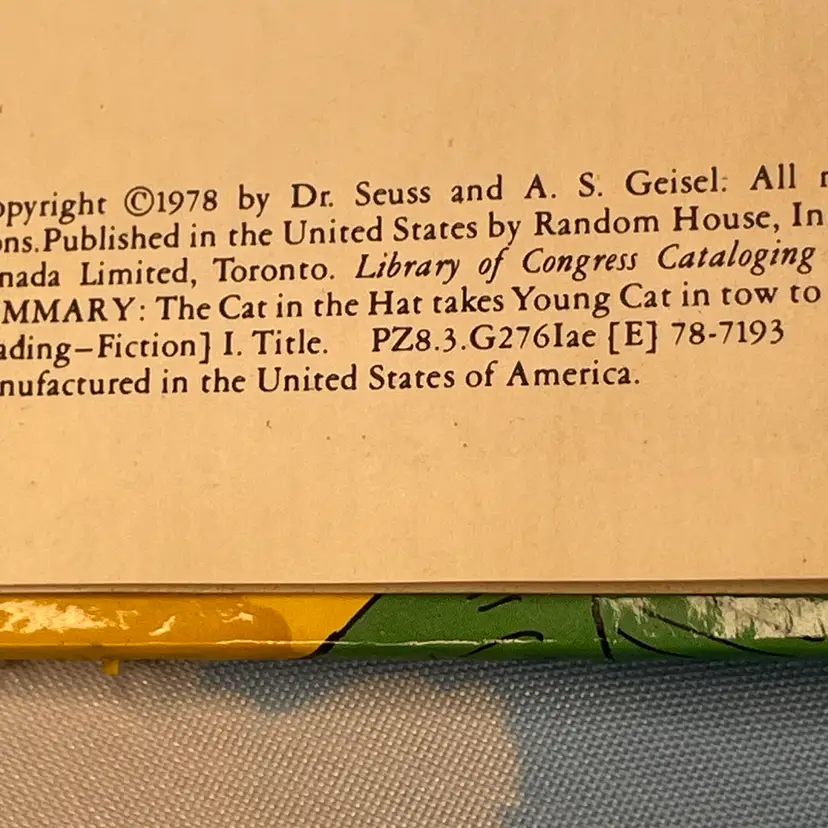 opyright ©1978 by Dr. Seuss and A. S. Geisel. All r
ons.Published in the United States by Random House, In
nada Limited, Toronto. Library of Congress Cataloging
MMARY: The Cat in the Hat takes Young Cat in tow to
ading–Fiction] I. Title. PZ8.3.G276Iae [E] 78-7193
nufactured in the United States of America.